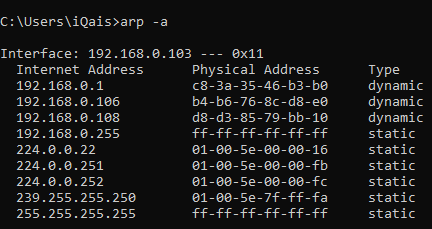 C:\Users\iQais>arp -a
Interface: 192.168.0.103 --- 0x11
Internet Address Physical Address Type
192.168.0.1 c8-3a-35-46-b3-b0 dynamic
192.168.0.106 b4-b6-76-8c-d8-e0 dynamic
192.168.0.108 d8-d3-85-79-bb-10 dynamic
192.168.0.255 ff-ff-ff-ff-ff-ff static
224.0.0.22 01-00-5e-00-00-16 static
224.0.0.251 01-00-5e-00-00-fb static
224.0.0.252 01-00-5e-00-00-fc static
239.255.255.250 01-00-5e-7f-ff-fa static
255.255.255.255 ff-ff-ff-ff-ff-ff static